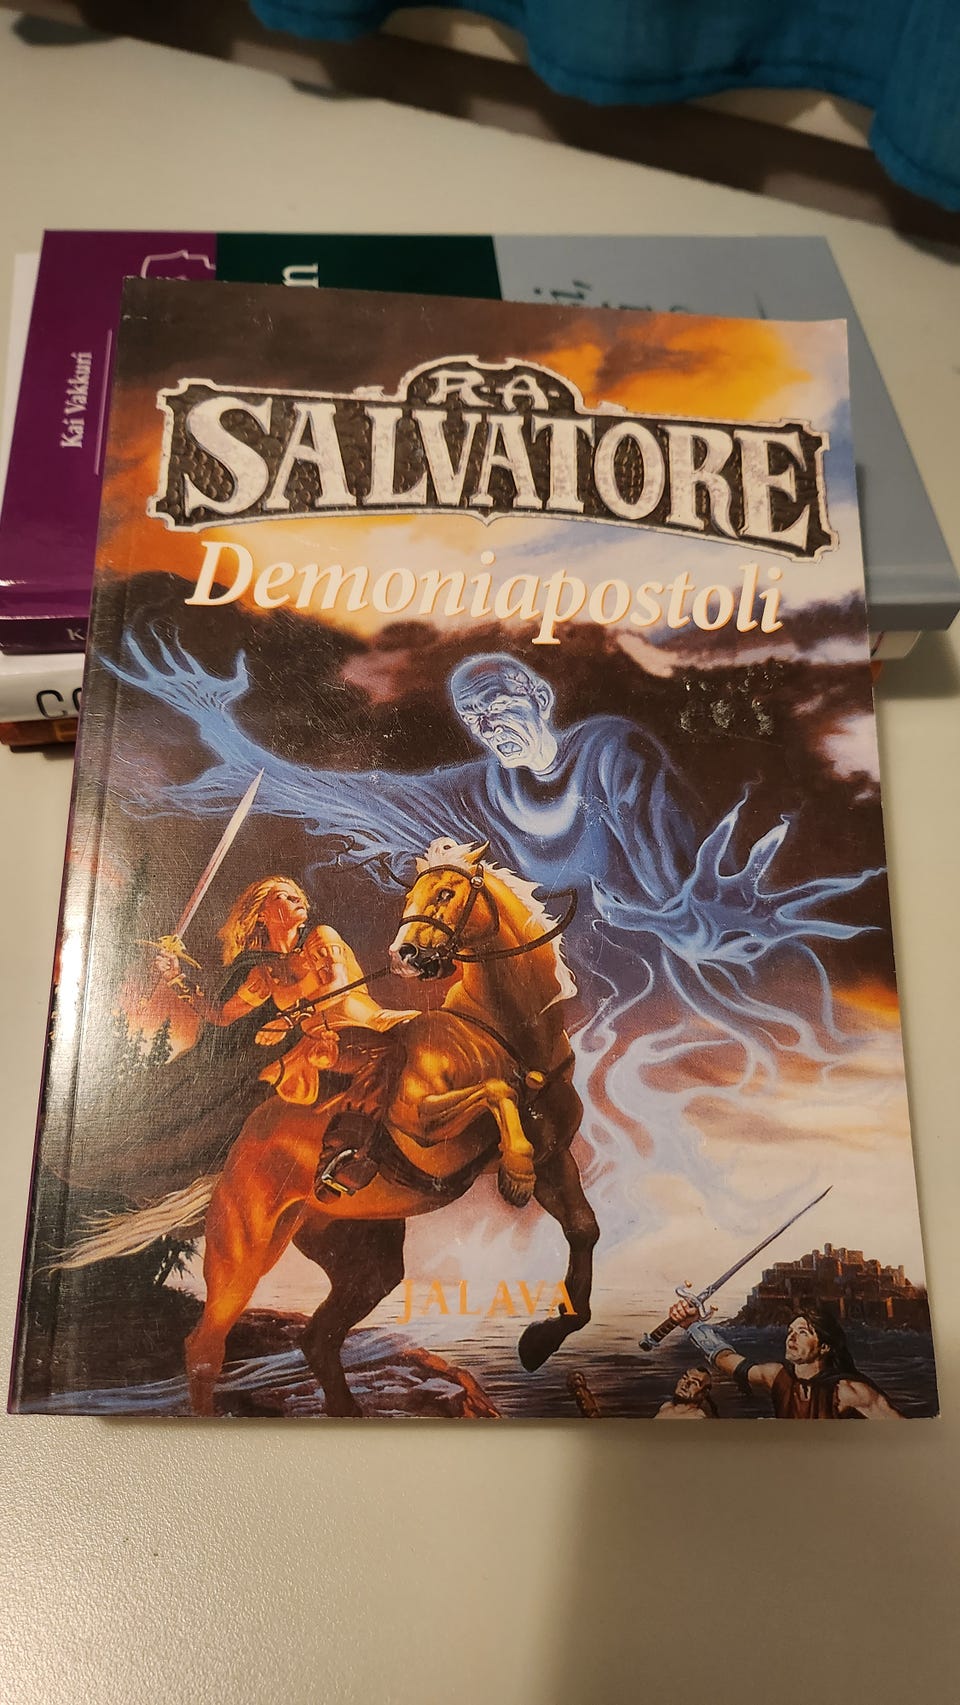 Kai Vakkuri
R.A.
SALVATORE
Demoniapostoli
JALAVA